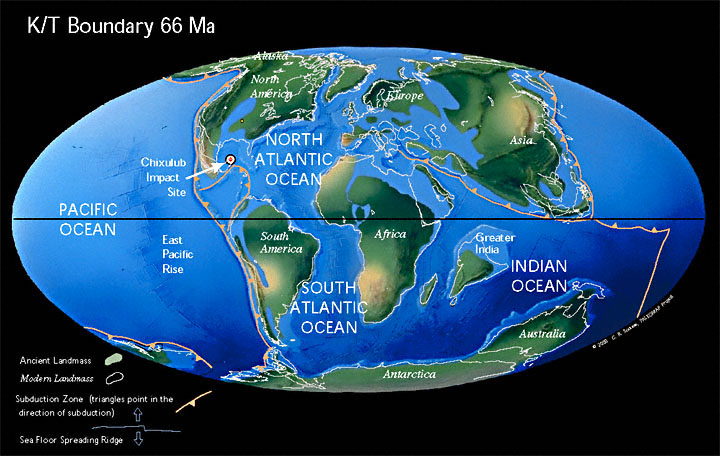 K/T Boundary 66 Ma
Alaska
North
America
Europe
Asia
NORTH
ATLANTIC
OCEAN
Chixulub
Impact
Site
PACIFIC
OCEAN
East
Pacific
Rise
South
America
Africa
Greater
India
INDIAN
OCEAN
SOUTH
ATLANTIC
OCEAN
Australia
Antarctica
Ancient Landmass
Modern Landmass
Subduction Zone (triangles point in the
direction of subduction)
Sea Floor Spreading Ridge
PALEOMAP Project